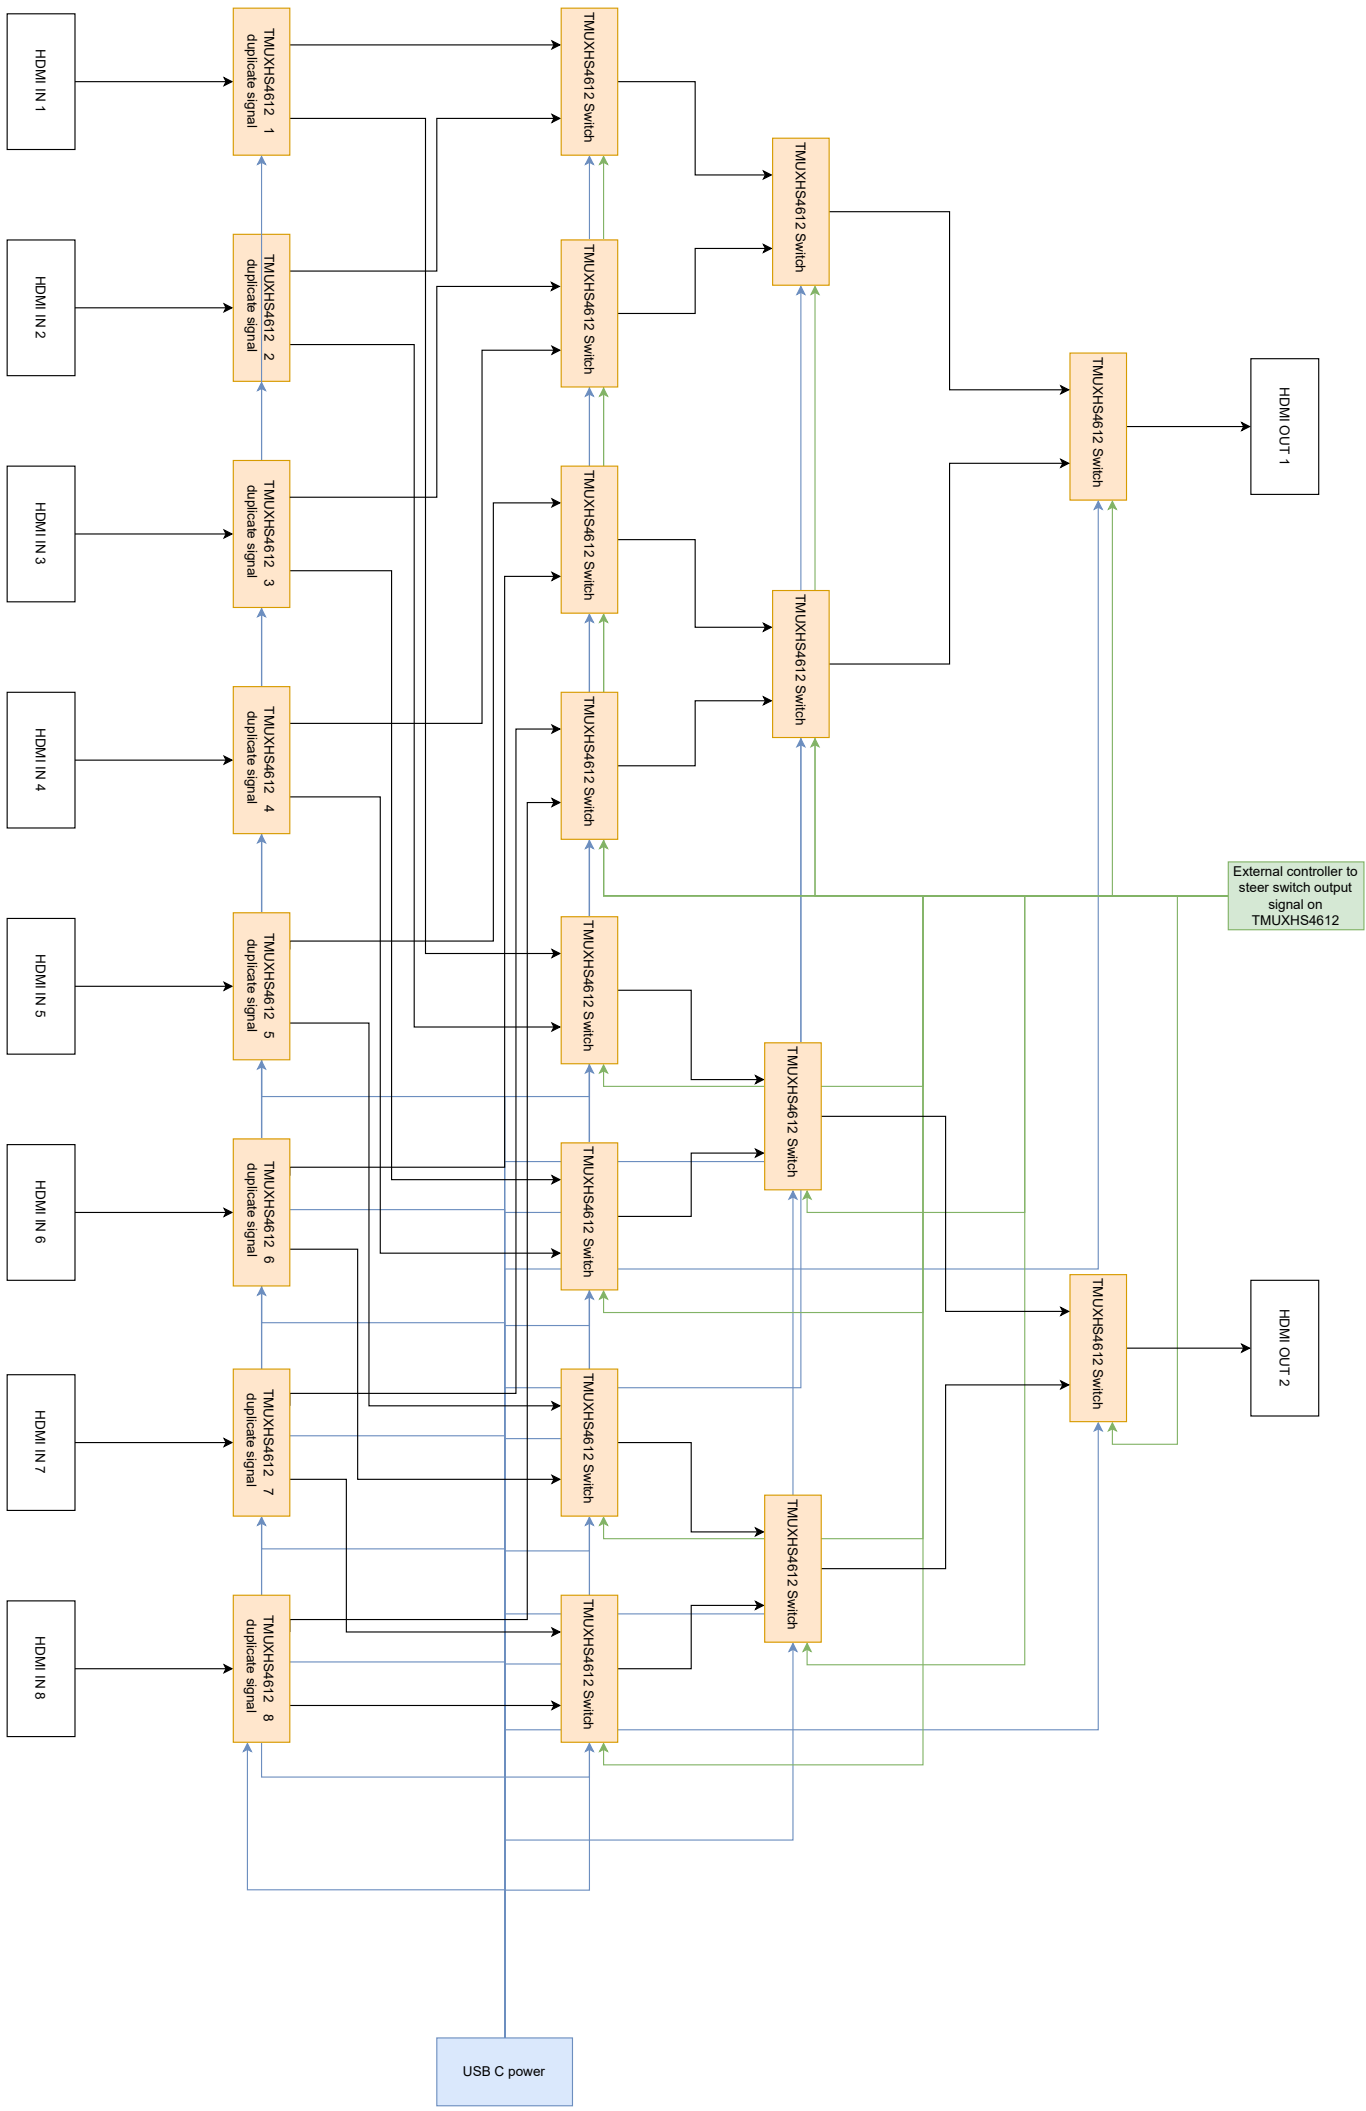 HDMI IN 1
TMUXHS4612 1
duplicate signal
TMUXHS4612 Switch
TMUXHS4612 Switch
HDMI IN 2
TMUXHS4612 2
duplicate signal
TMUXHS4612 Switch
TMUXHS4612 Switch
HDMI OUT 1
HDMI IN 3
TMUXHS4612 3
duplicate signal
TMUXHS4612 Switch
TMUXHS4612 Switch
HDMI IN 4
TMUXHS4612 4
duplicate signal
TMUXHS4612 Switch
External controller to
steer switch output
signal on
TMUXHS4612
HDMI IN 5
TMUXHS4612 5
duplicate signal
TMUXHS4612 Switch
TMUXHS4612 Switch
HDMI IN 6
TMUXHS4612 6
duplicate signal
TMUXHS4612 Switch
TMUXHS4612 Switch
HDMI OUT 2
HDMI IN 7
TMUXHS4612 7
duplicate signal
TMUXHS4612 Switch
TMUXHS4612 Switch
HDMI IN 8
TMUXHS4612 8
duplicate signal
TMUXHS4612 Switch
USB C power